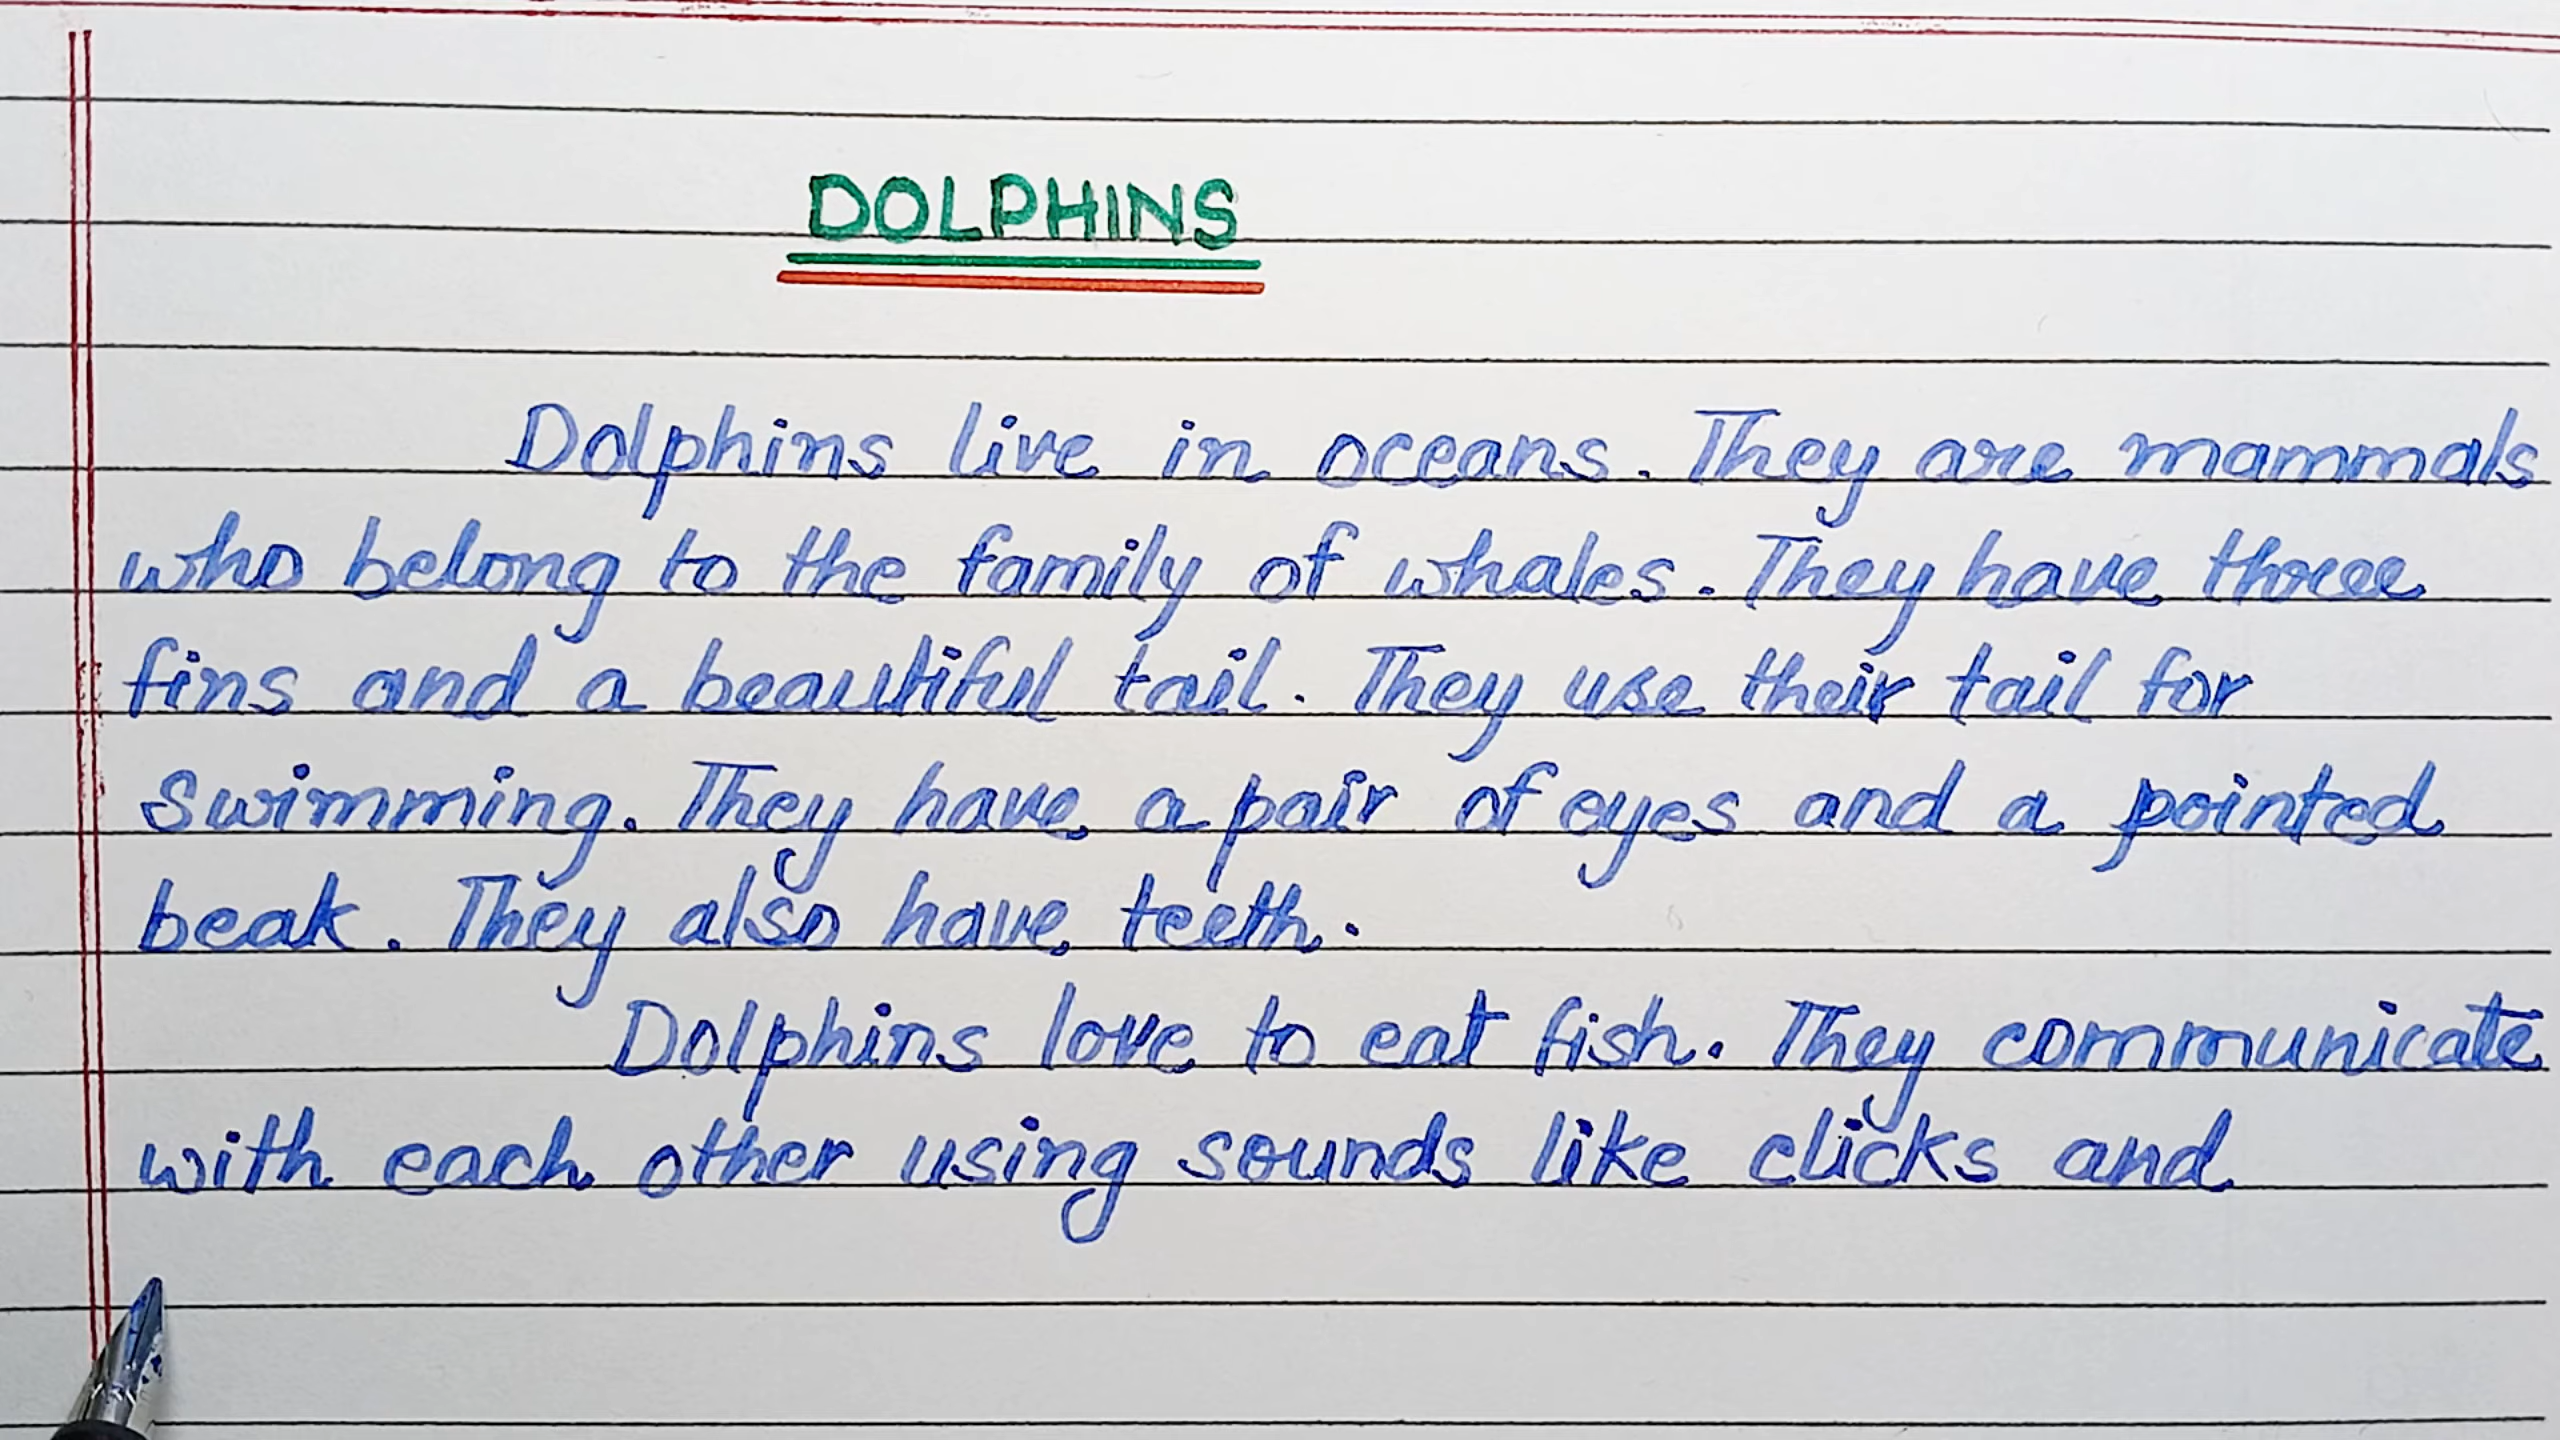 DOLPHINS
Dolphins live in oceans. They are mammals
who belong to the family of whales. They have three
fins and a beautiful tail. They use their tail for
swimming. They have a pair of eyes and a pointed
beak. They also have teeth.
Dolphins love to eat fish. They communicate
with each other using sounds like clicks and